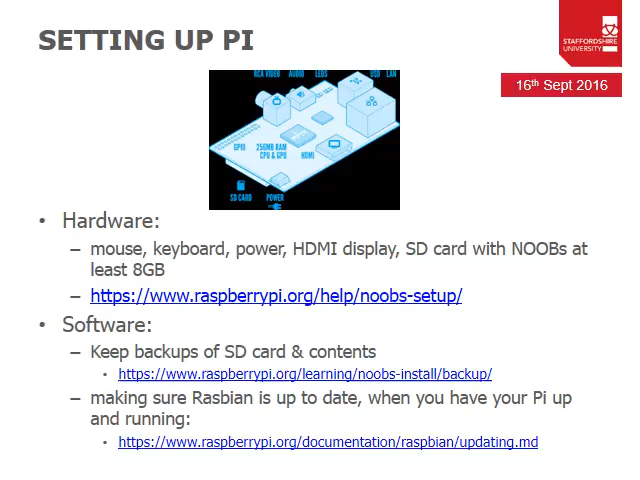 SETTING UP PI
STAFFORDSHIRE
UNIVERSITY
16th Sept 2016
RCA VIDEO AUDIO LEDS USB LAN
GPIO 256MB RAM
CPU & GPU HDMI
SD CARD POWER
• Hardware:
– mouse, keyboard, power, HDMI display, SD card with NOOBs at
least 8GB
– https://www.raspberrypi.org/help/noobs-setup/
• Software:
– Keep backups of SD card & contents
• https://www.raspberrypi.org/learning/noobs-install/backup/
– making sure Rasbian is up to date, when you have your Pi up
and running:
• https://www.raspberrypi.org/documentation/raspbian/updating.md